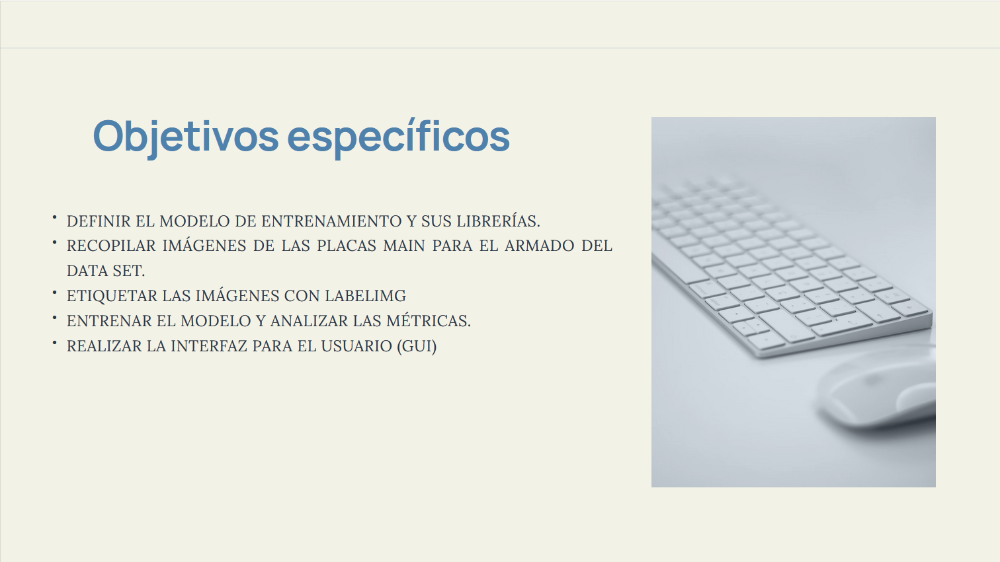 Objetivos específicos
• DEFINIR EL MODELO DE ENTRENAMIENTO Y SUS LIBRERÍAS.
• RECOPILAR IMÁGENES DE LAS PLACAS MAIN PARA EL ARMADO DEL
DATA SET.
• ETIQUETAR LAS IMÁGENES CON LABELIMG
• ENTRENAR EL MODELO Y ANALIZAR LAS MÉTRICAS.
• REALIZAR LA INTERFAZ PARA EL USUARIO (GUI)